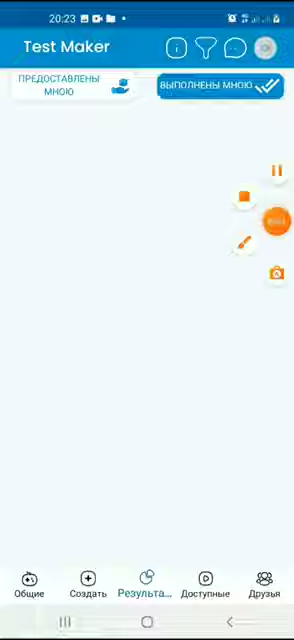 20:23
Test Maker
ПРЕДОСТАВЛЕНЫ
МНОЮ
ВЫПОЛНЕНЫ МНОЮ
Общие
Создать
Результа...
Доступные
Друзья